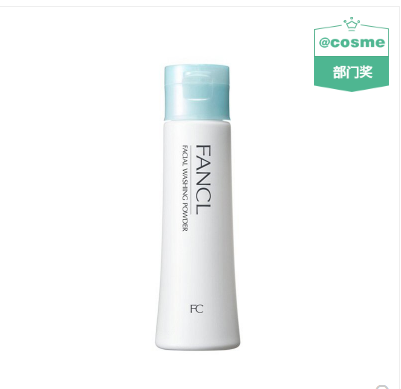 @cosme
部门奖
FANCL
FACIAL WASHING POWDER
FC